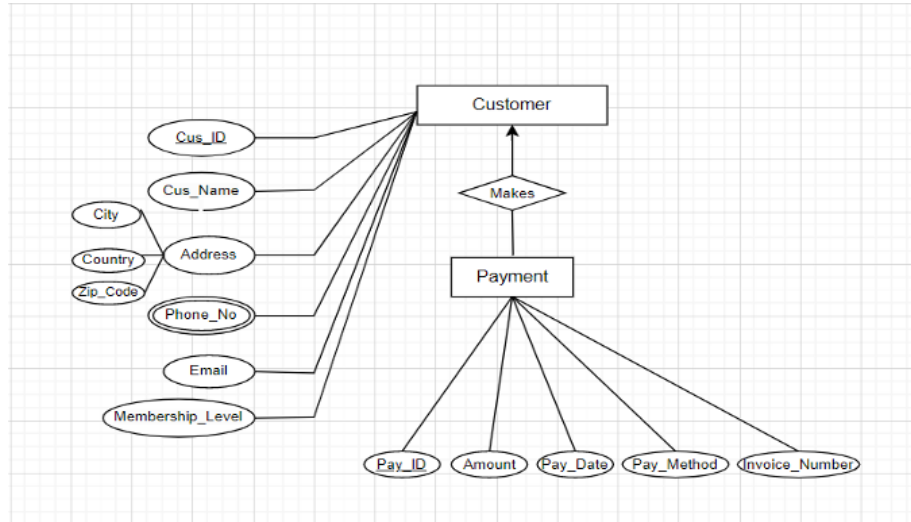 Customer
Cus_ID
Makes
Cus_Name
City
Address
Country
Zip_Code
Payment
Phone_No
Email
Membership_Level
Pay_ID
Amount
Pay_Date
Pay_Method
Invoice_Number